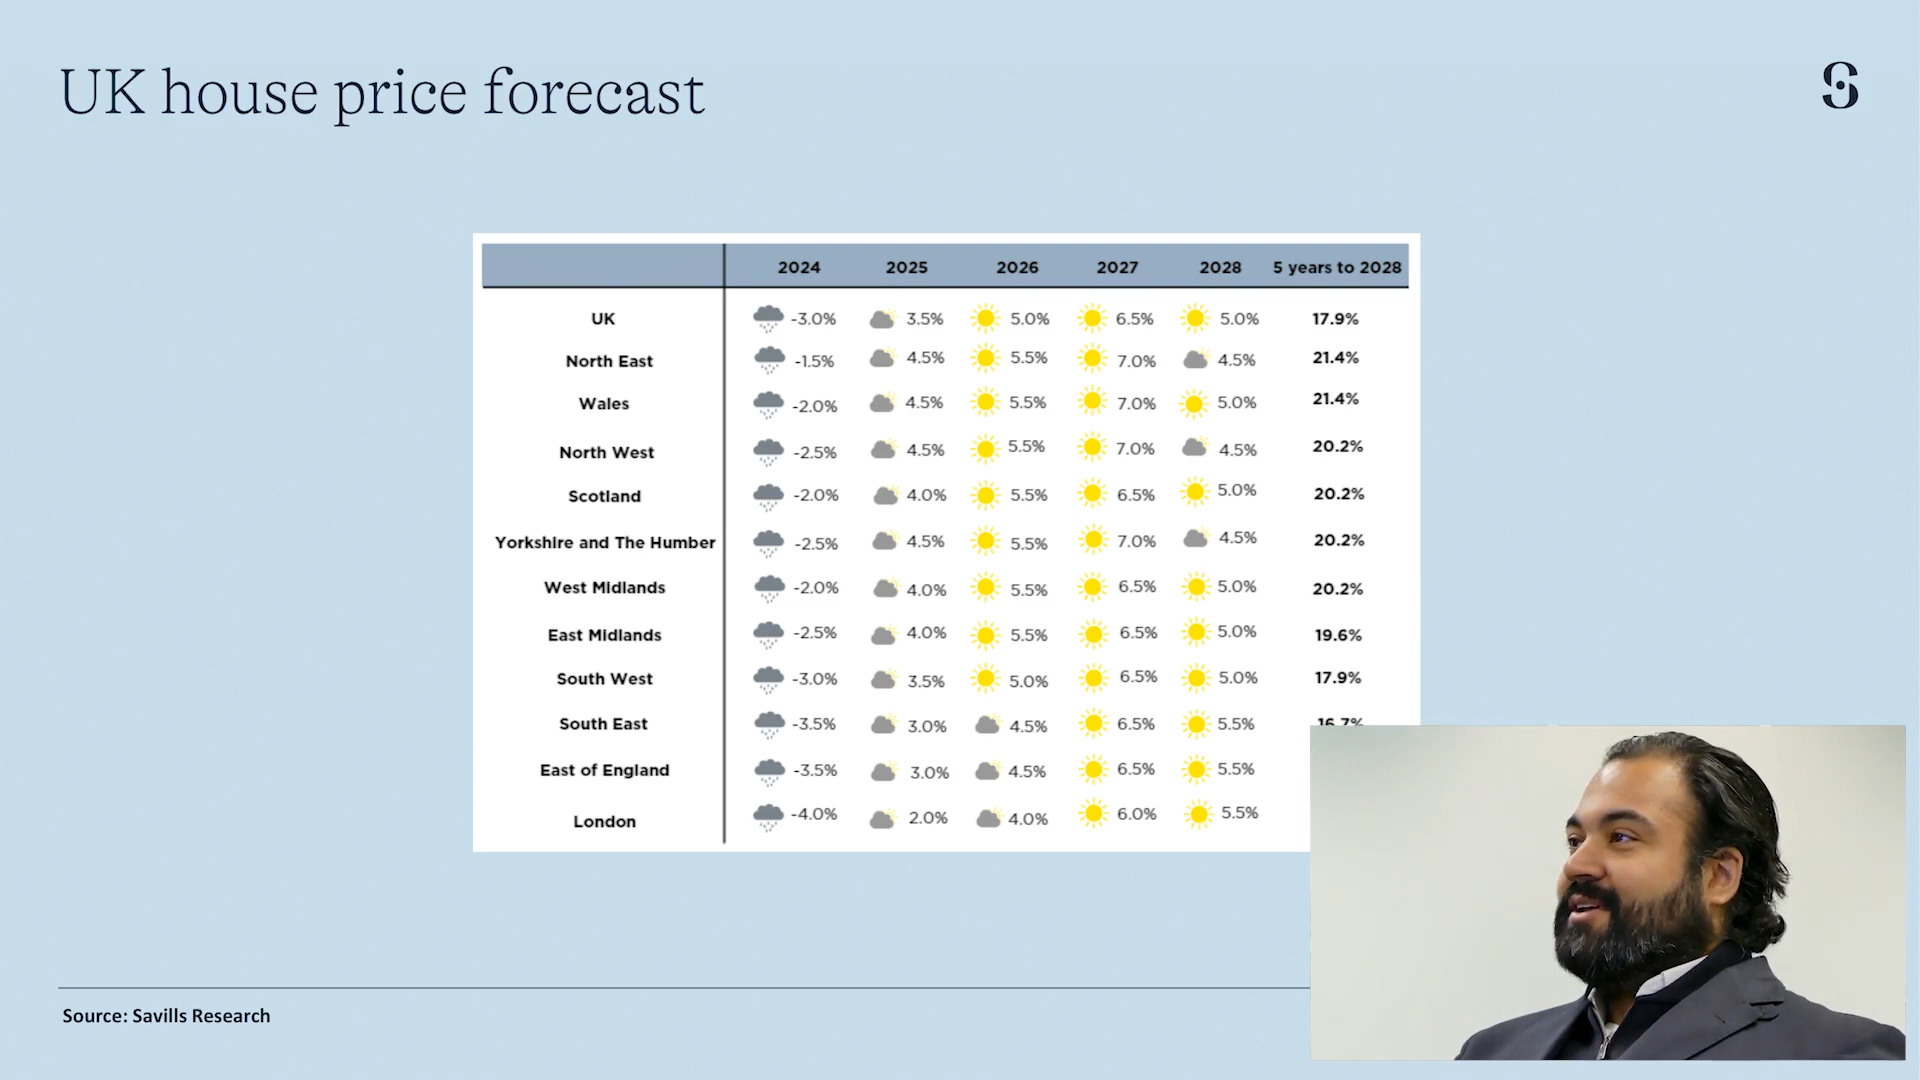 UK house price forecast
2024 2025 2026 2027 2028 5 years to 2028
UK -3.0% 3.5% 5.0% 6.5% 5.0% 17.9%
North East -1.5% 4.5% 5.5% 7.0% 4.5% 21.4%
Wales -2.0% 4.5% 5.5% 7.0% 5.0% 21.4%
North West -2.5% 4.5% 5.5% 7.0% 4.5% 20.2%
Scotland -2.0% 4.0% 5.5% 6.5% 5.0% 20.2%
Yorkshire and The Humber -2.5% 4.5% 5.5% 7.0% 4.5% 20.2%
West Midlands -2.0% 4.0% 5.5% 6.5% 5.0% 20.2%
East Midlands -2.5% 4.0% 5.5% 6.5% 5.0% 19.6%
South West -3.0% 3.5% 5.0% 6.5% 5.0% 17.9%
South East -3.5% 3.0% 4.5% 6.5% 5.5% 16.7%
East of England -3.5% 3.0% 4.5% 6.5% 5.5%
London -4.0% 2.0% 4.0% 6.0% 5.5%
Source: Savills Research